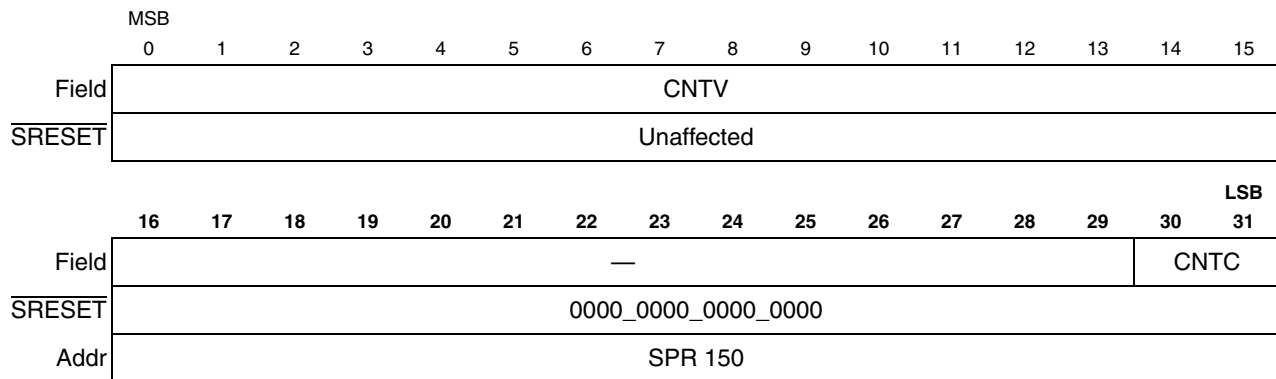 MSB
0 1 2 3 4 5 6 7 8 9 10 11 12 13 14 15
Field CNTV
SRESET Unaffected
LSB
16 17 18 19 20 21 22 23 24 25 26 27 28 29 30 31
Field — CNTC
SRESET 0000_0000_0000_0000
Addr SPR 150